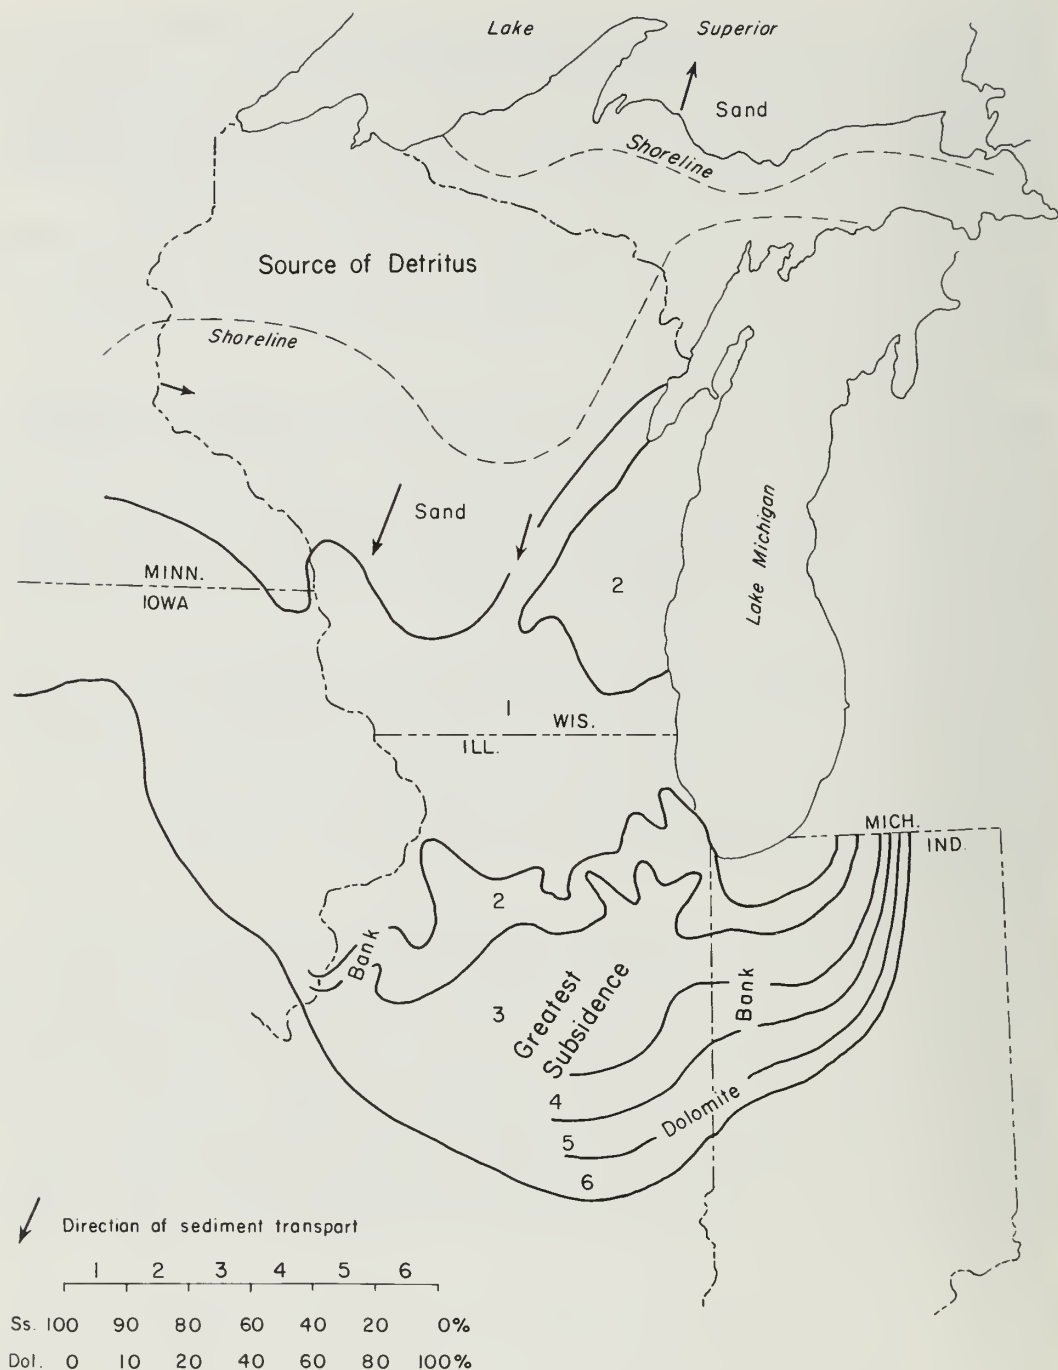 Lake Superior
Sand
Shoreline
Source of Detritus
Shoreline
Sand
Lake Michigan
MINN.
IOWA
2
1
WIS.
ILL.
MICH.
IND.
2
Bank
3
Greatest
Subsidence
Bank
4
Dolomite
5
6
Direction of sediment transport
1 2 3 4 5 6
Ss. 100 90 80 60 40 20 0%
Dol. 0 10 20 40 60 80 100%